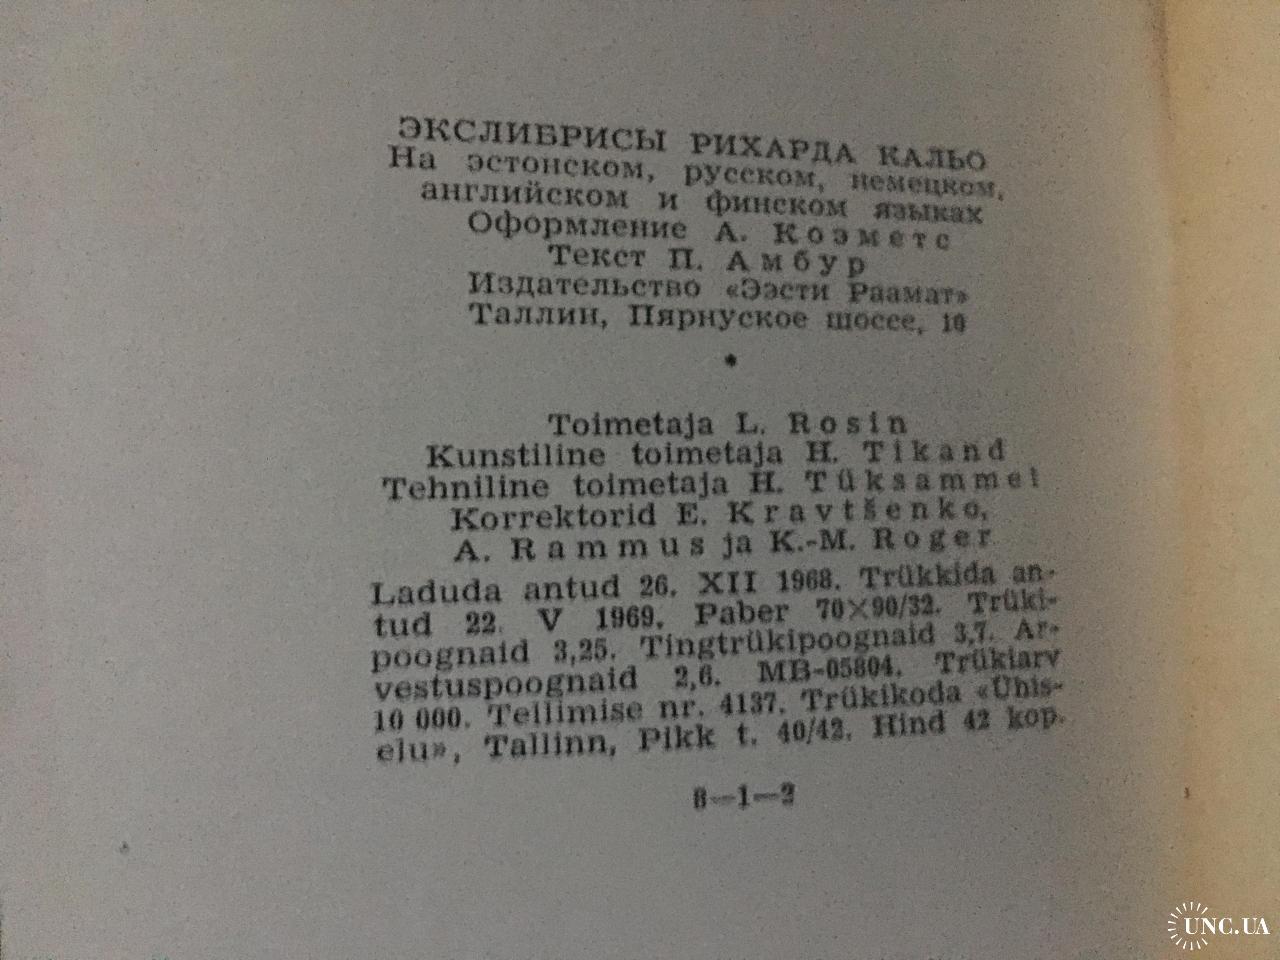 ЭКСЛИБРИСЫ РИХАРДА КАЛЬО
На эстонском, русском, немецком,
английском и финском языках
Оформление А. Коэметс
Текст П. Амбур
Издательство «Ээсти Раамат»
Таллин, Пярнуское шоссе, 10
*
Toimetaja L. Rosin
Kunstiline toimetaja H. Tikand
Tehniline toimetaja H. Tüksammel
Korrektorid E. Kravtšenko,
A. Rammus ja K.-M. Roger
Laduda antud 26. XII 1968. Trükkida an-
tud 22. V 1969. Paber 70×90/32. Trüki-
poognaid 3,25. Tingtrükipoognaid 3,7. Ar-
vestuspoognaid 2,6. MB-05804. Trükiarv
10 000. Tellimise nr. 4137. Trükikoda «Ühis-
elu», Tallinn, Pikk t. 40/42. Hind 42 kop.
8—1—2
UNC.UA